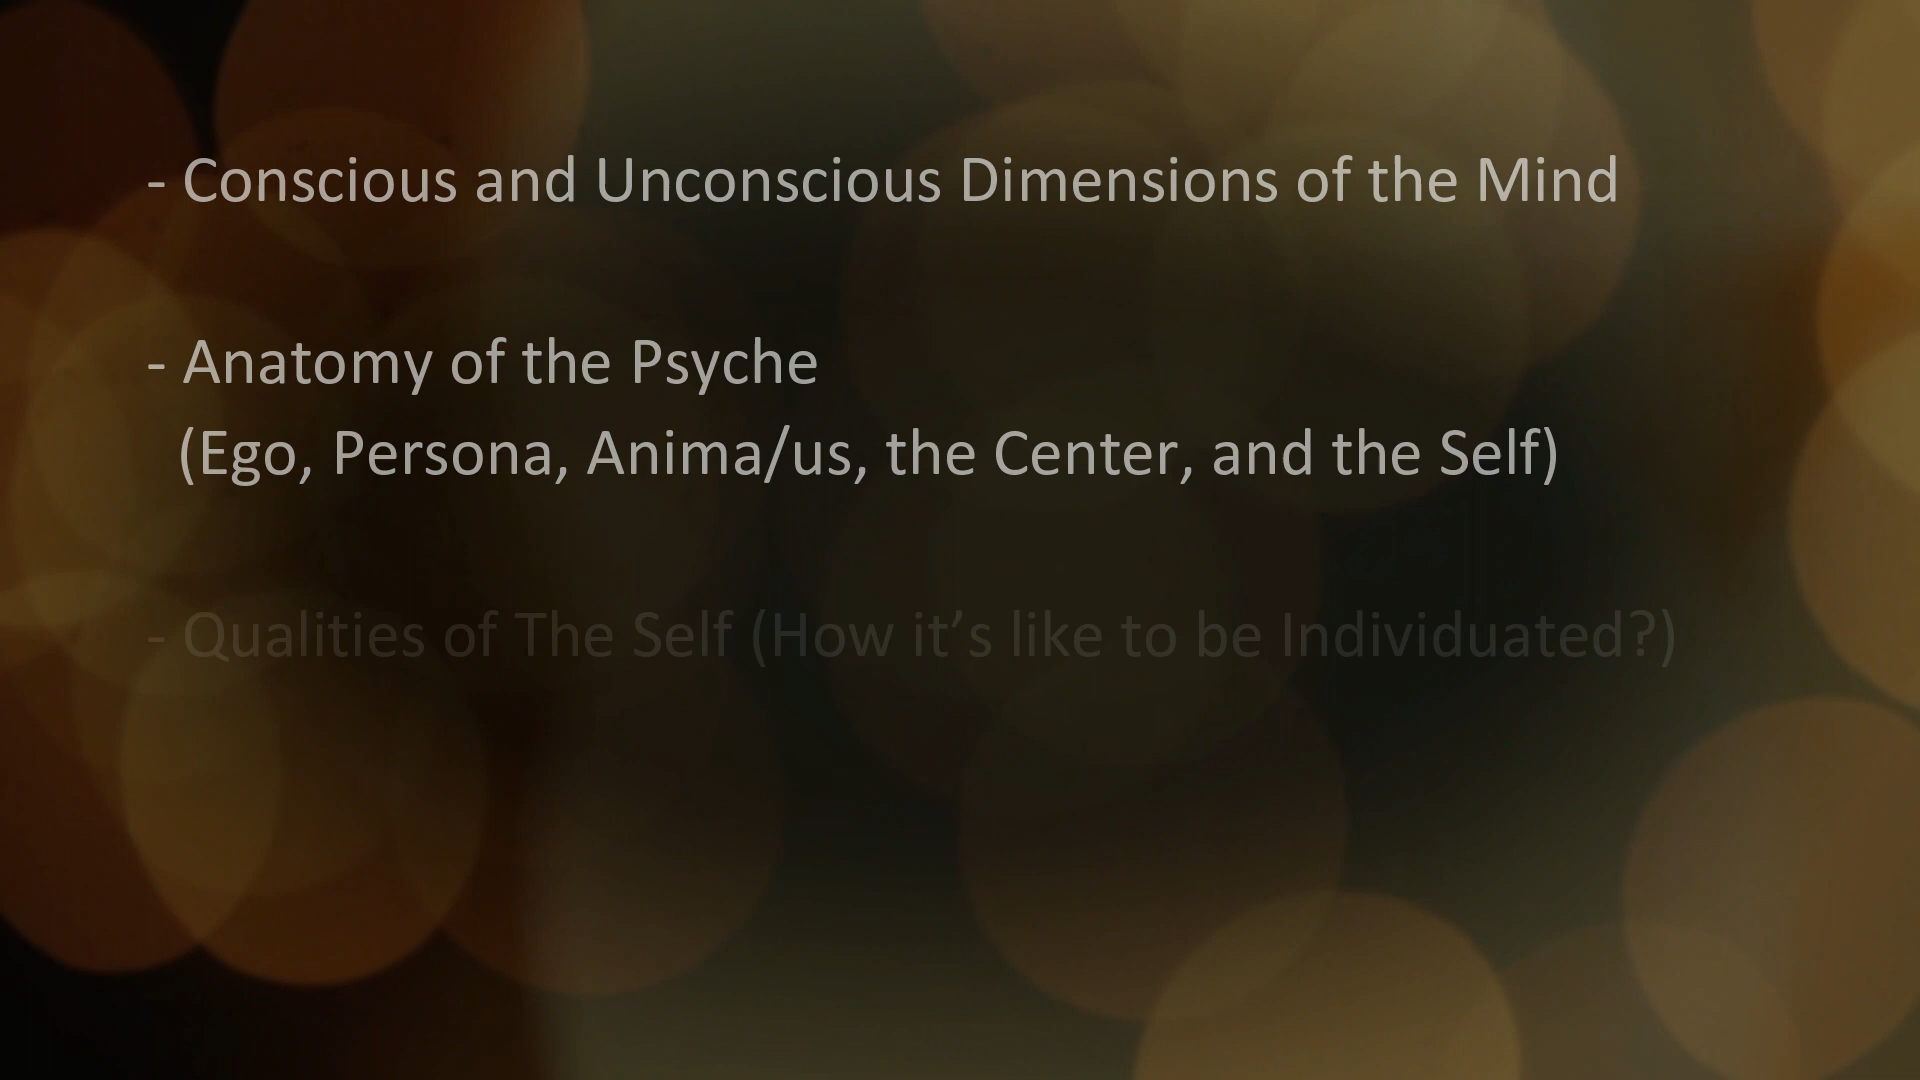 - Conscious and Unconscious Dimensions of the Mind
- Anatomy of the Psyche
(Ego, Persona, Anima/us, the Center, and the Self)
- Qualities of The Self (How it’s like to be Individuated?)